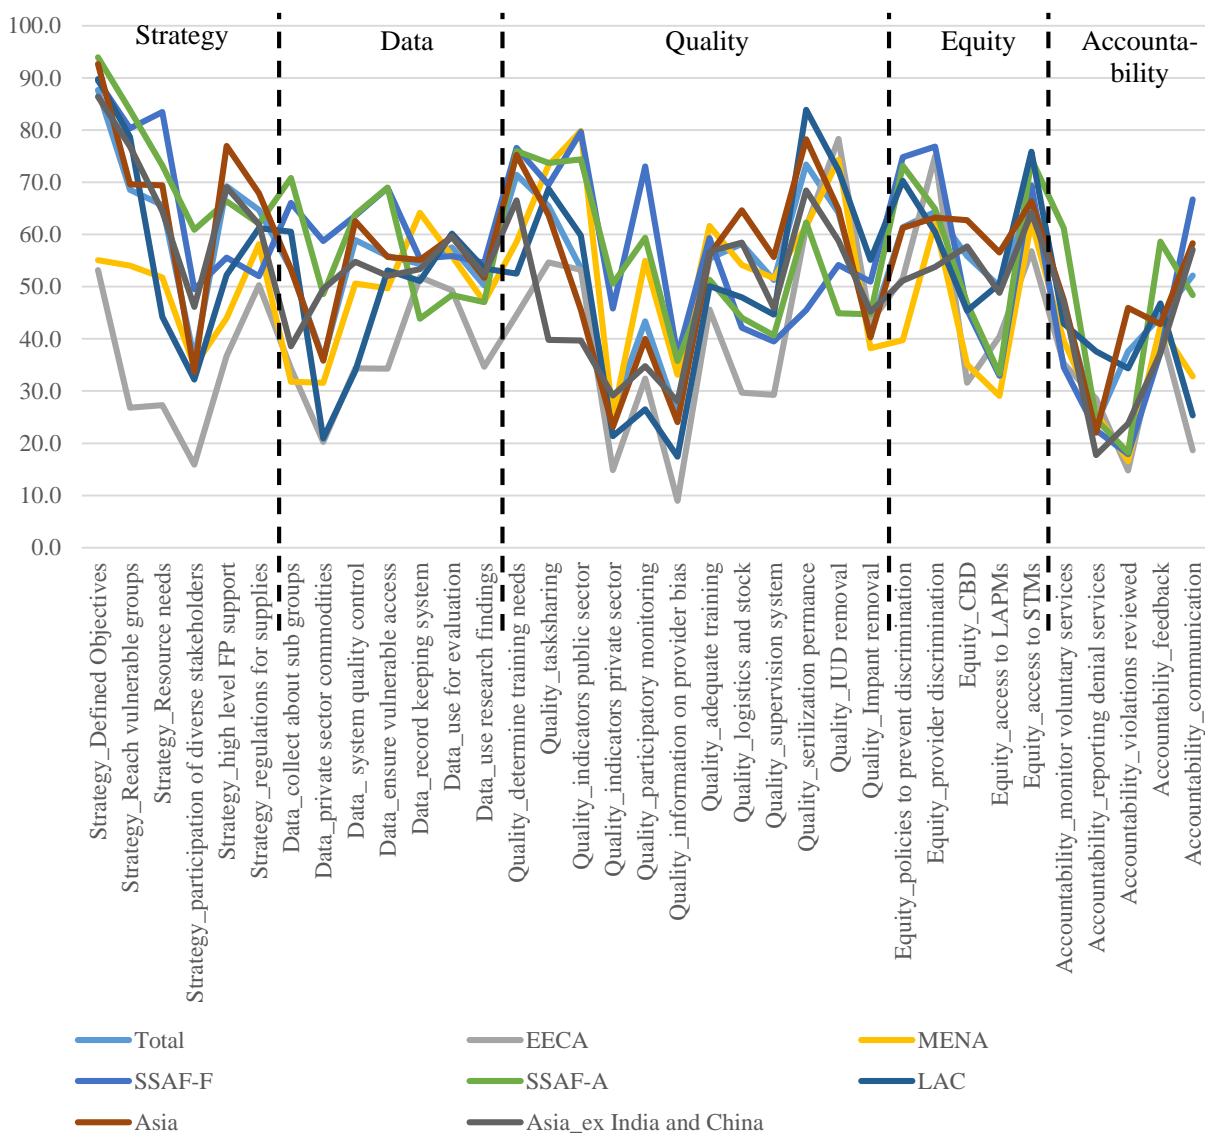 Strategy
Data
Quality
Equity
Accounta-
bility
100.0
90.0
80.0
70.0
60.0
50.0
40.0
30.0
20.0
10.0
0.0
Strategy_Defined Objectives
Strategy_Reach vulnerable groups
Strategy_Resource needs
Strategy_participation of diverse stakeholders
Strategy_high level FP support
Strategy_regulations for supplies
Data_collect about sub groups
Data_private sector commodities
Data_ system quality control
Data_ensure vulnerable access
Data_record keeping system
Data_use for evaluation
Data_use research findings
Quality_determine training needs
Quality_tasksharing
Quality_indicators public sector
Quality_indicators private sector
Quality_participatory monitoring
Quality_information on provider bias
Quality_adequate training
Quality_logistics and stock
Quality_supervision system
Quality_serilization permance
Quality_IUD removal
Quality_Impant removal
Equity_policies to prevent discrimination
Equity_provider discrimination
Equity_CBD
Equity_access to LAPMs
Equity_access to STMs
Accountability_monitor voluntary services
Accountability_reporting denial services
Accountability_violations reviewed
Accountability_feedback
Accountability_communication
Total
EECA
MENA
SSAF-F
SSAF-A
LAC
Asia
Asia_ex India and China